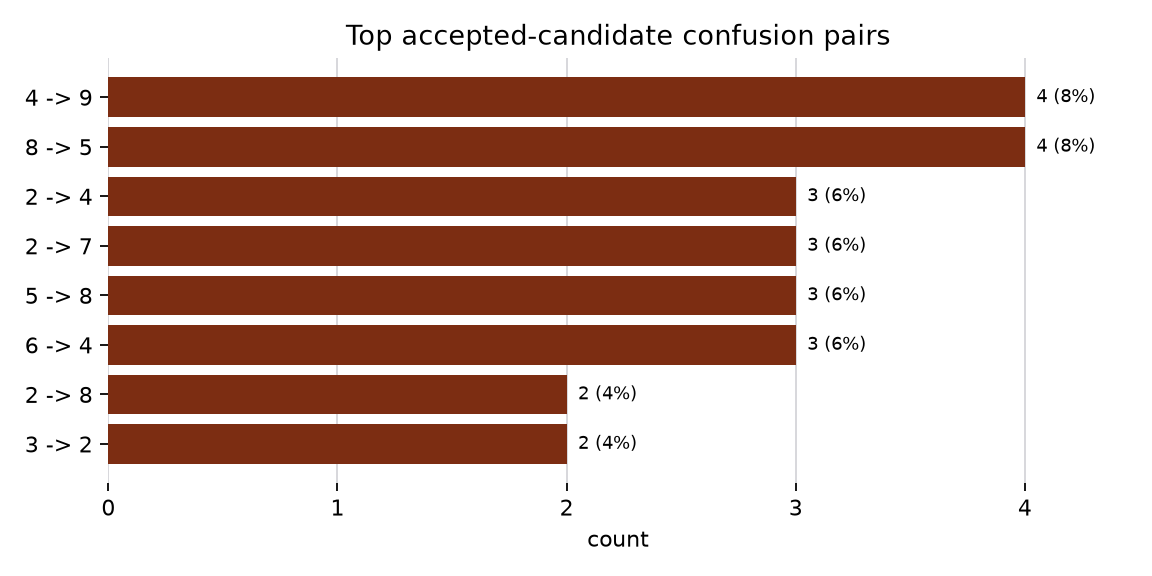 Top accepted-candidate confusion pairs
4 -> 9 4 (8%)
8 -> 5 4 (8%)
2 -> 4 3 (6%)
2 -> 7 3 (6%)
5 -> 8 3 (6%)
6 -> 4 3 (6%)
2 -> 8 2 (4%)
3 -> 2 2 (4%)
0 1 2 3 4
count